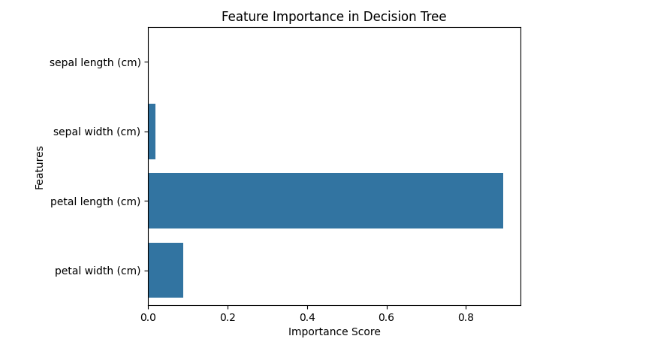 Feature Importance in Decision Tree
sepal length (cm)
sepal width (cm)
petal length (cm)
petal width (cm)
Features
0.0 0.2 0.4 0.6 0.8
Importance Score